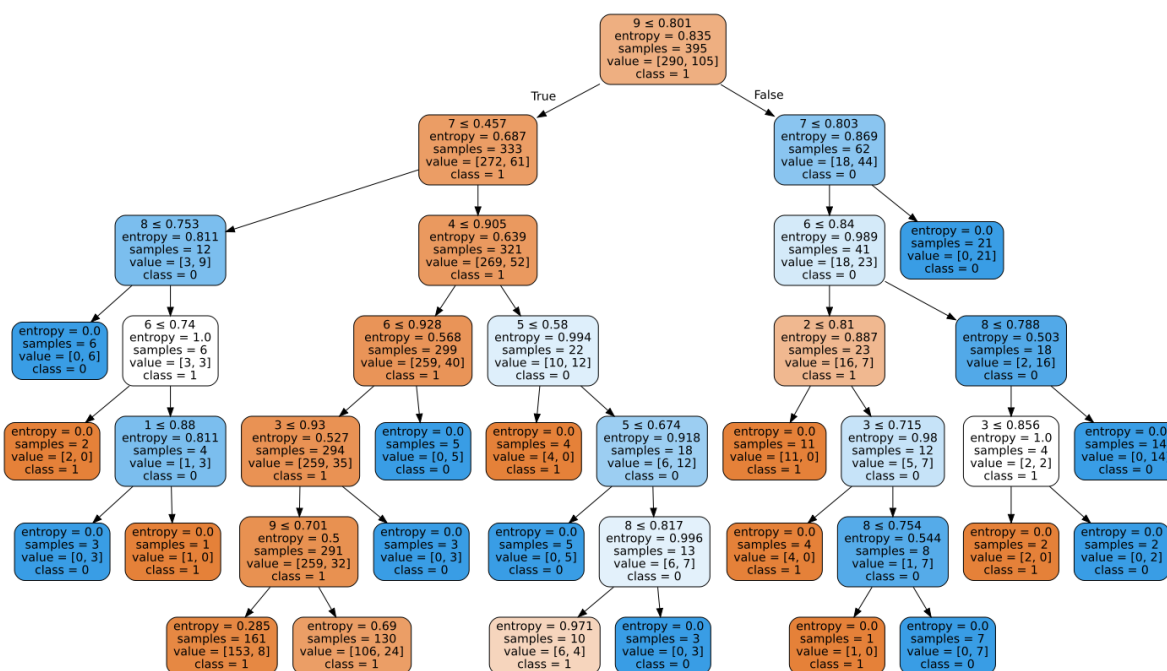 9 ≤ 0.801
entropy = 0.835
samples = 395
value = [290, 105]
class = 1
True
False
7 ≤ 0.457
entropy = 0.687
samples = 333
value = [272, 61]
class = 1
7 ≤ 0.803
entropy = 0.869
samples = 62
value = [18, 44]
class = 0
8 ≤ 0.753
entropy = 0.811
samples = 12
value = [3, 9]
class = 0
4 ≤ 0.905
entropy = 0.639
samples = 321
value = [269, 52]
class = 1
6 ≤ 0.84
entropy = 0.989
samples = 41
value = [18, 23]
class = 0
entropy = 0.0
samples = 21
value = [0, 21]
class = 0
entropy = 0.0
samples = 6
value = [0, 6]
class = 0
6 ≤ 0.74
entropy = 1.0
samples = 6
value = [3, 3]
class = 1
6 ≤ 0.928
entropy = 0.568
samples = 299
value = [259, 40]
class = 1
5 ≤ 0.58
entropy = 0.994
samples = 22
value = [10, 12]
class = 0
2 ≤ 0.81
entropy = 0.887
samples = 23
value = [16, 7]
class = 1
8 ≤ 0.788
entropy = 0.503
samples = 18
value = [2, 16]
class = 0
entropy = 0.0
samples = 2
value = [2, 0]
class = 1
1 ≤ 0.88
entropy = 0.811
samples = 4
value = [1, 3]
class = 0
3 ≤ 0.93
entropy = 0.527
samples = 294
value = [259, 35]
class = 1
entropy = 0.0
samples = 5
value = [0, 5]
class = 0
entropy = 0.0
samples = 4
value = [4, 0]
class = 1
5 ≤ 0.674
entropy = 0.918
samples = 18
value = [6, 12]
class = 0
entropy = 0.0
samples = 11
value = [11, 0]
class = 1
3 ≤ 0.715
entropy = 0.98
samples = 12
value = [5, 7]
class = 0
3 ≤ 0.856
entropy = 1.0
samples = 4
value = [2, 2]
class = 1
entropy = 0.0
samples = 14
value = [0, 14]
class = 0
entropy = 0.0
samples = 3
value = [0, 3]
class = 0
entropy = 0.0
samples = 1
value = [1, 0]
class = 1
9 ≤ 0.701
entropy = 0.5
samples = 291
value = [259, 32]
class = 1
entropy = 0.0
samples = 3
value = [0, 3]
class = 0
entropy = 0.0
samples = 5
value = [0, 5]
class = 0
8 ≤ 0.817
entropy = 0.996
samples = 13
value = [6, 7]
class = 0
entropy = 0.0
samples = 4
value = [4, 0]
class = 1
8 ≤ 0.754
entropy = 0.544
samples = 8
value = [1, 7]
class = 0
entropy = 0.0
samples = 2
value = [2, 0]
class = 1
entropy = 0.0
samples = 2
value = [0, 2]
class = 0
entropy = 0.285
samples = 161
value = [153, 8]
class = 1
entropy = 0.69
samples = 130
value = [106, 24]
class = 1
entropy = 0.971
samples = 10
value = [6, 4]
class = 1
entropy = 0.0
samples = 3
value = [0, 3]
class = 0
entropy = 0.0
samples = 1
value = [1, 0]
class = 1
entropy = 0.0
samples = 7
value = [0, 7]
class = 0